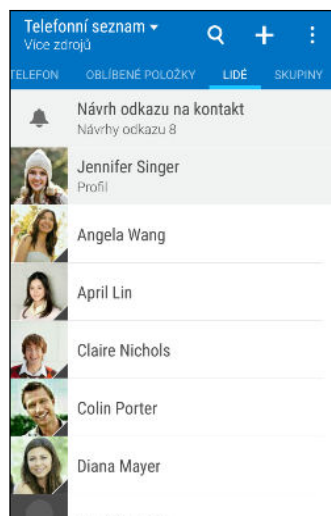 Telefonní seznam
Více zdrojů
TELEFON OBLÍBENÉ POLOŽKY LIDÉ SKUPINY
Návrh odkazu na kontakt
Návrhy odkazu 8
Jennifer Singer
Profil
Angela Wang
April Lin
Claire Nichols
Colin Porter
Diana Mayer